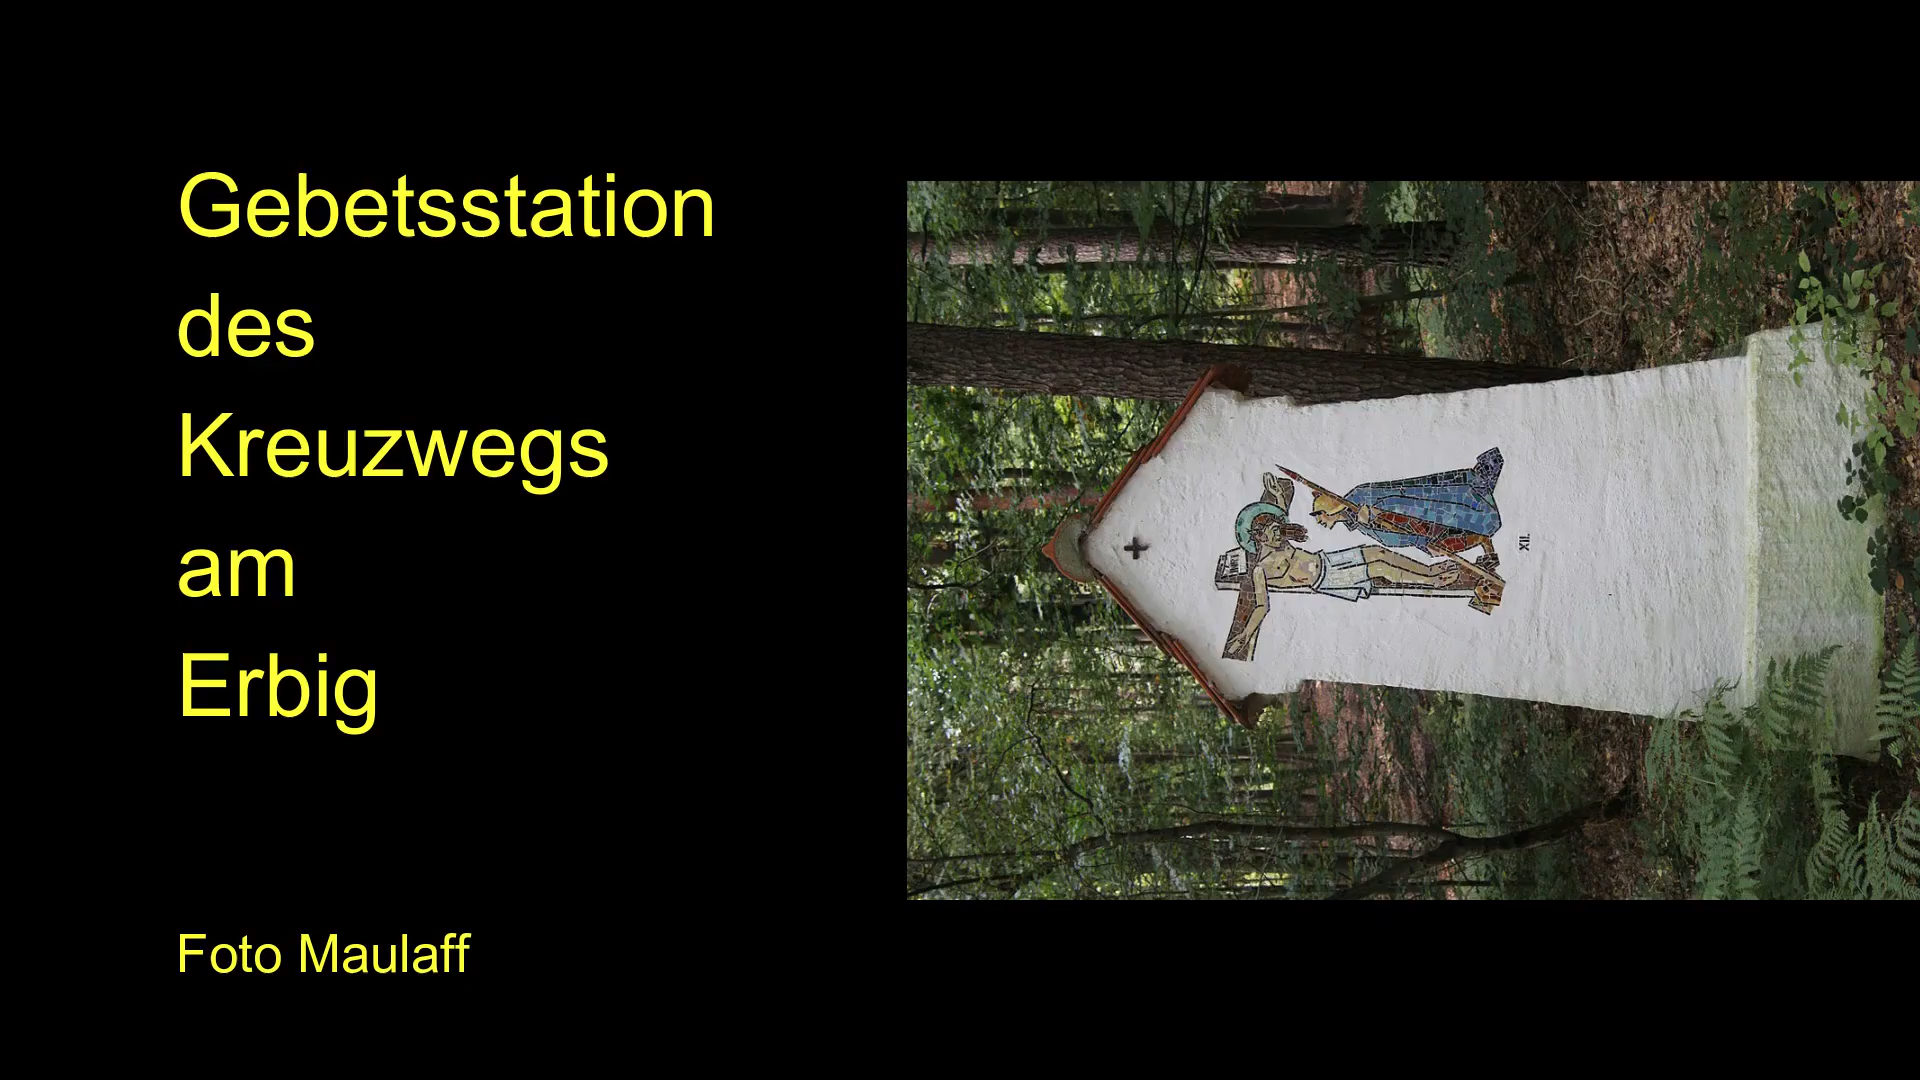 Gebetsstation
des
Kreuzwegs
am
Erbig
Foto Maulaff
XII.